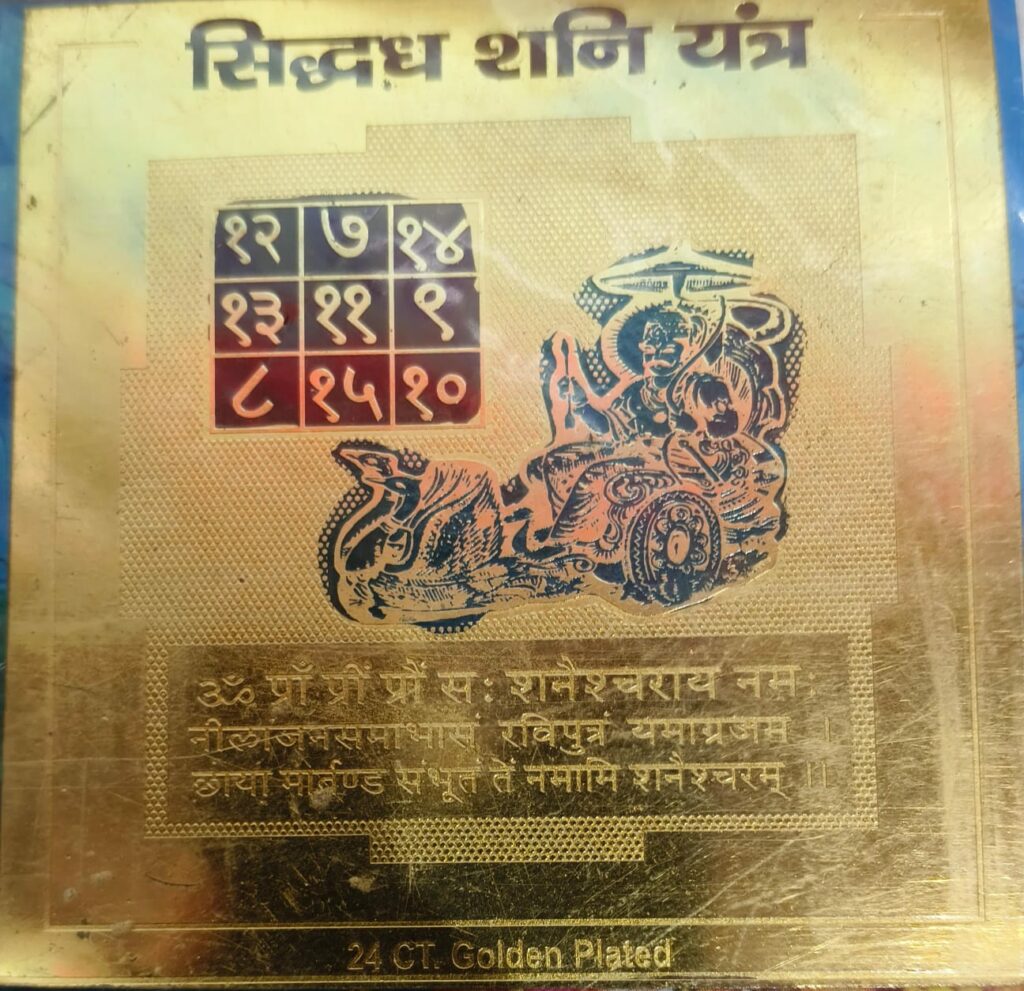 सिद्धध शनि यंत्र
१२ ७ १४
१३ ११ ९
८ १५ १०
ॐ प्राँ प्रीं प्रौं सः शनैश्चराय नमः
नीलांजनसमाभासं रविपुत्रं यमाग्रजम ।
छाया मार्तण्ड संभूतं तं नमामि शनैश्चरम् ।।
24 CT. Golden Plated